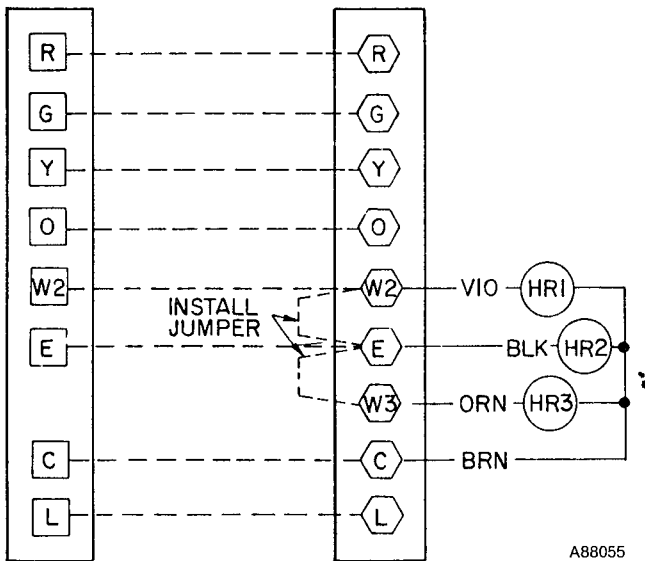 R R
G G
Y Y
O O
W2 W2 VIO HR1
INSTALL
JUMPER
E E BLK HR2
W3 ORN HR3
C C BRN
L L
A88055